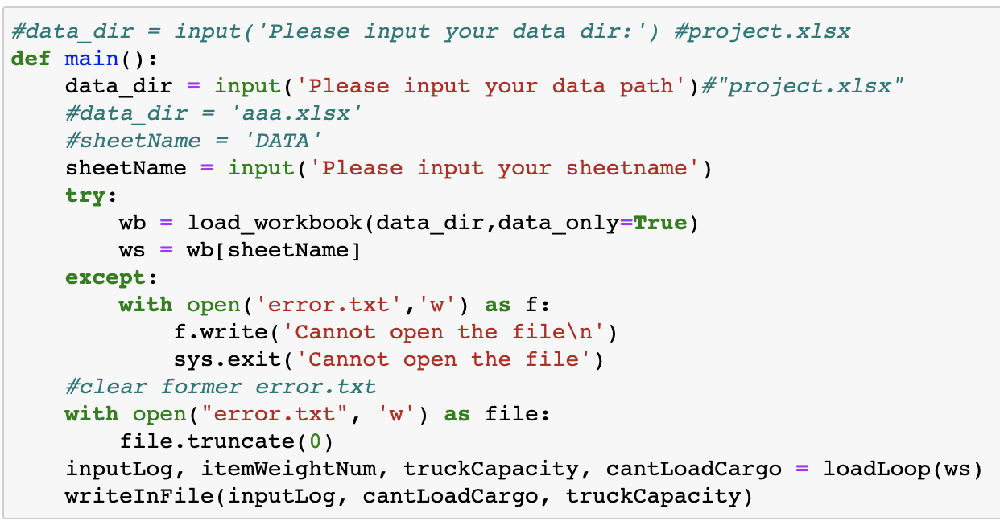 #data_dir = input('Please input your data dir:') #project.xlsx
def main():
    data_dir = input('Please input your data path')#"project.xlsx"
    #data_dir = 'aaa.xlsx'
    #sheetName = 'DATA'
    sheetName = input('Please input your sheetname')
    try:
        wb = load_workbook(data_dir,data_only=True)
        ws = wb[sheetName]
    except:
        with open('error.txt','w') as f:
            f.write('Cannot open the file\n')
            sys.exit('Cannot open the file')
    #clear former error.txt
    with open("error.txt", 'w') as file:
        file.truncate(0)
    inputLog, itemWeightNum, truckCapacity, cantLoadCargo = loadLoop(ws)
    writeInFile(inputLog, cantLoadCargo, truckCapacity)